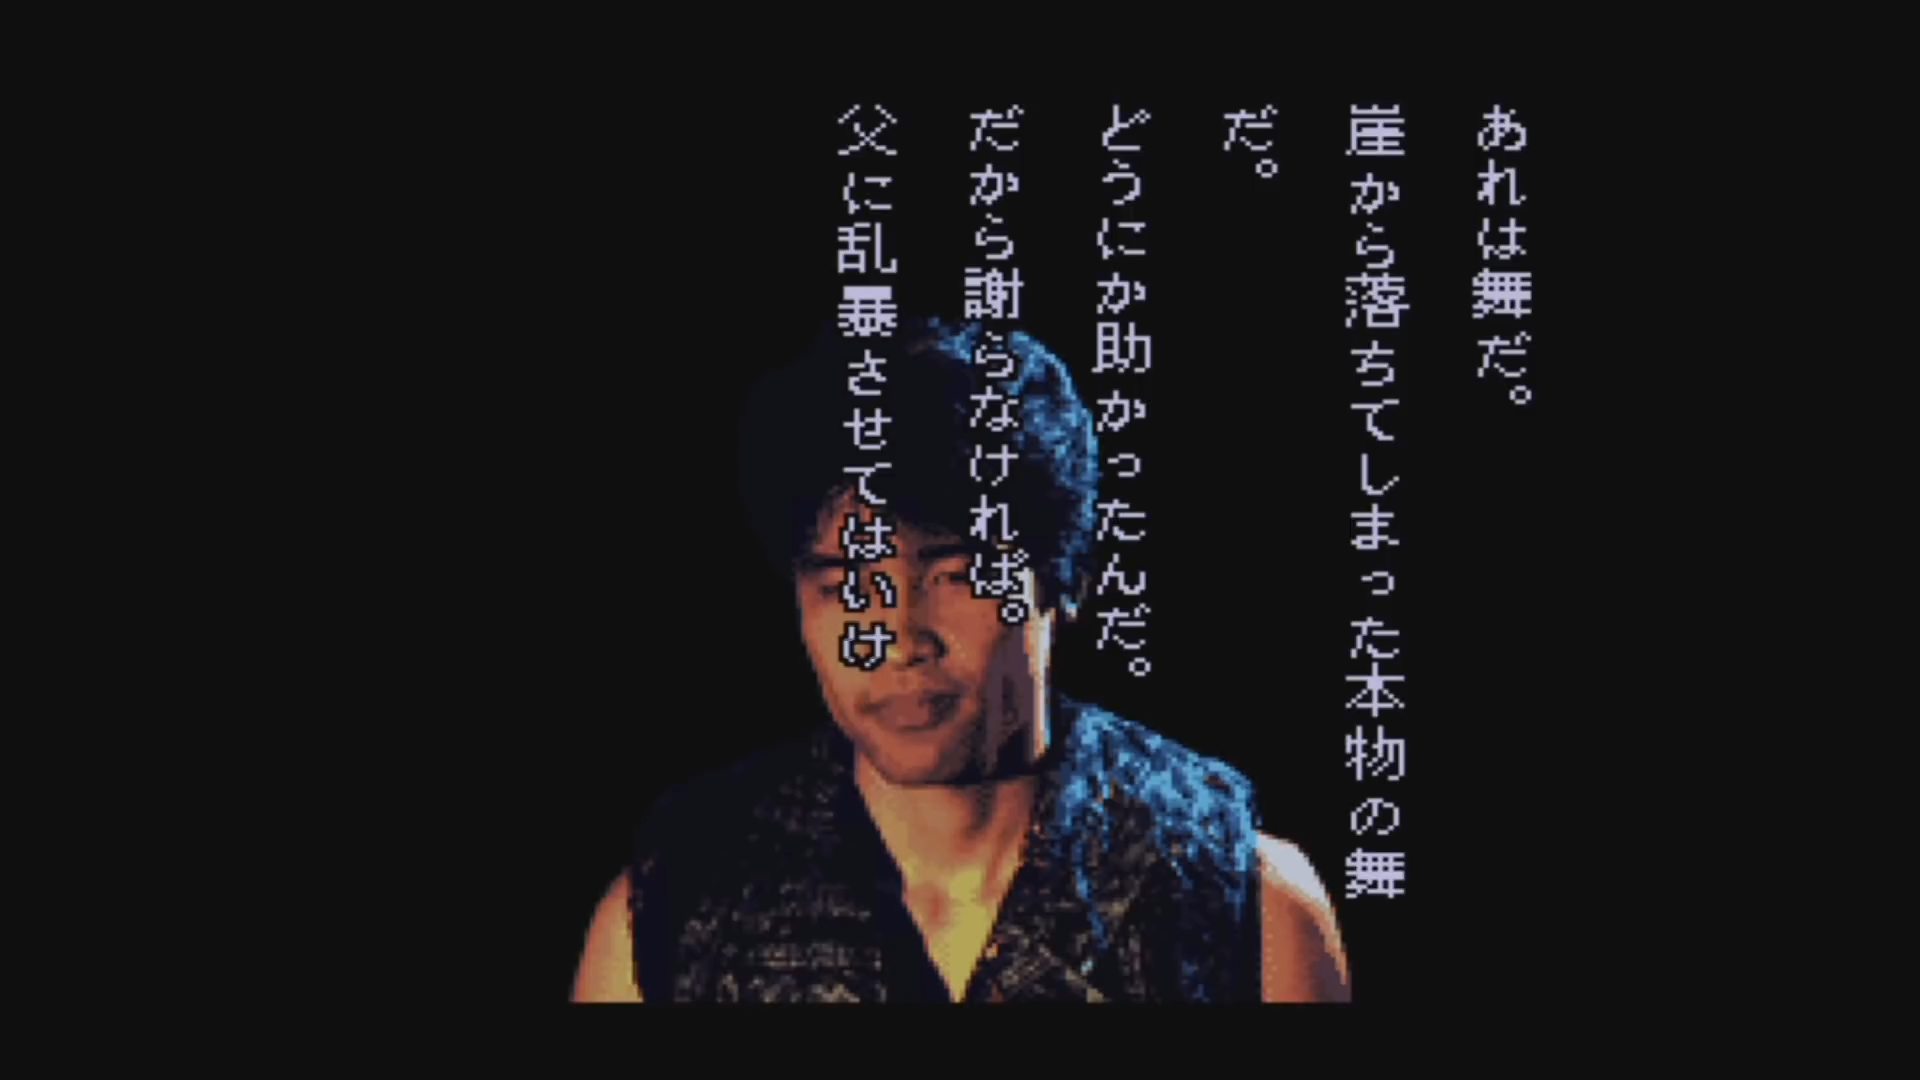 あれは舞だ。
崖から落ちてしまった本物の舞
だ。
どうにか助かったんだ。
だから謝らなければ。
父に乱暴させてはいけ